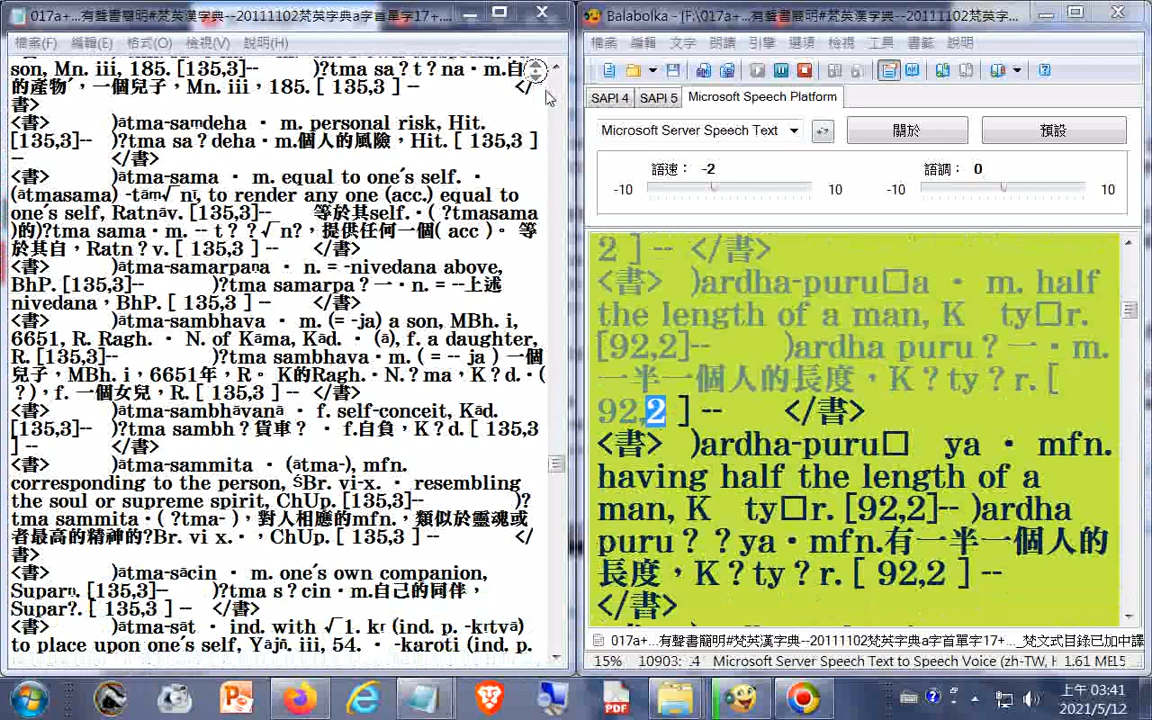 017a+...有聲書簡明#梵英漢字典--20111102梵英字典a字首單字17+...
檔案(F) 編輯(E) 格式(O) 檢視(V) 說明(H)
son, Mn. iii, 185. [135,3]-- )?tma sa?t?na‧m.自
的產物′，一個兒子，Mn. iii，185.［ 135,3 ］-- </
書>
<書> )ātma-saṃdeha ‧ m. personal risk, Hit.
[135,3]-- )?tma sa？deha‧m.個人的風險，Hit.［ 135,3 ］
-- </書>
<書> )ātma-sama ‧ m. equal to one's self. ‧
(ātmasama) -tām√nī, to render any one (acc.) equal to
one's self, Ratnāv. [135,3]-- 等於其self.‧( ?tmasama
)的)?tma sama‧m. -- t？？√n?，提供任何一個( acc )。 等
於其自，Ratn？v.［ 135,3 ］-- </書>
<書> )ātma-samarpaṇa ‧ n. = -nivedana above,
BhP. [135,3]-- )?tma samarpa？一‧n. = --上述
nivedana，BhP.［ 135,3 ］-- </書>
<書> )ātma-sambhava ‧ m. (= -ja) a son, MBh. i,
6651, R. Ragh. ‧ N. of Kāma, Kād. ‧ (ā), f. a daughter,
R. [135,3]-- )?tma sambhava‧m. ( = -- ja ) 一個
兒子，MBh. i，6651年，R。 K的Ragh.‧N.？ma，K？d.‧(
？), f. 一個女兒，R.［ 135,3 ］-- </書>
<書> )ātma-sambhāvanā ‧ f. self-conceit, Kād.
[135,3]-- )?tma sambh？貨車？‧ f.自負，K？d.［ 135,3
］-- </書>
<書> )ātma-sammita ‧ (ātma-), mfn.
corresponding to the person, ŚBr. vi-x. ‧ resembling
the soul or supreme spirit, ChUp. [135,3]-- )?
tma sammita‧( ?tma- )，對人相應的mfn.，類似於靈魂或
者最高的精神的?Br. vi x.‧，ChUp.［ 135,3 ］-- </
書>
<書> )ātma-sācin ‧ m. one's own companion,
Suparṇ. [135,3]-- )?tma s？cin‧m.自己的同伴，
Supar?.［ 135,3 ］-- </書>
<書> )ātma-sāt ‧ ind. with √1. kṛ (ind. p. -kṛtvā)
to place upon one's self, Yājñ. iii, 54. ‧ -karoti (ind. p.
Balabolka - [F:\017a+...有聲書簡明#梵英漢字典--20111102梵英字...
檔案 編輯 文字 朗讀 引擎 選項 檢視 工具 書籤 說明
SAPI 4 SAPI 5 Microsoft Speech Platform
Microsoft Server Speech Text 關於 預設
語速： -2 語調： 0
-10 10 -10 10
2 ］-- </書>
<書> )ardha-puru□a ‧ m. half
the length of a man, K ty□r.
[92,2]-- )ardha puru？一‧m.
一半一個人的長度，K？ty？r.［
92,2 ］-- </書>
<書> )ardha-puru□ ya ‧ mfn.
having half the length of a
man, K ty□r. [92,2]-- )ardha
puru？？ya‧mfn.有一半一個人的
長度，K？ty？r.［ 92,2 ］--
</書>
017a+...有聲書簡明#梵英漢字典--20111102梵英字典a字首單字17+..._梵文式目錄已加中譯
15% 10903: .4 Microsoft Server Speech Text to Speech Voice (zh-TW, H 1.61 MБ
PDF
上午 03:41
2021/5/12